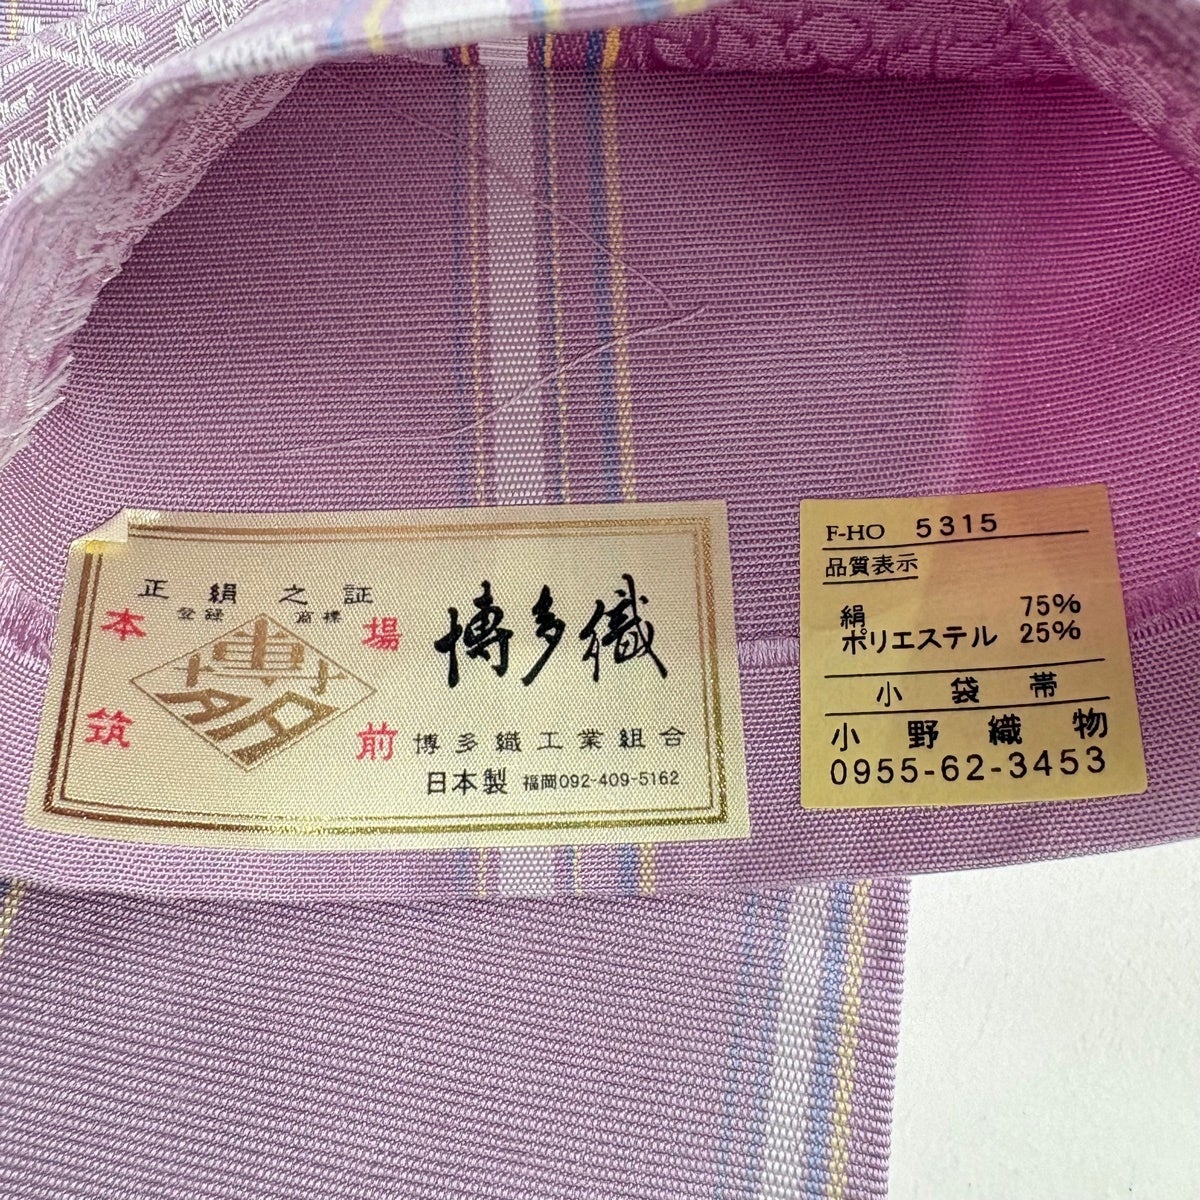 正絹之証
登録 商標
本場
筑前
博多
博多織
博多織工業組合
日本製 福岡092-409-5162
F-HO 5315
品質表示
絹 75%
ポリエステル 25%
小袋帯
小野織物
0955-62-3453